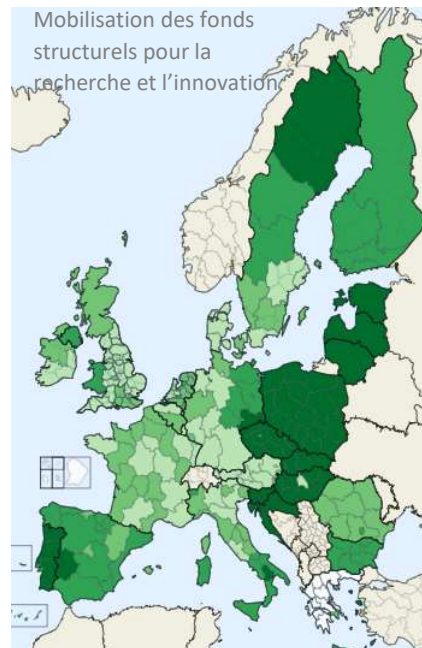 Mobilisation des fonds
structurels pour la
recherche et l’innovation